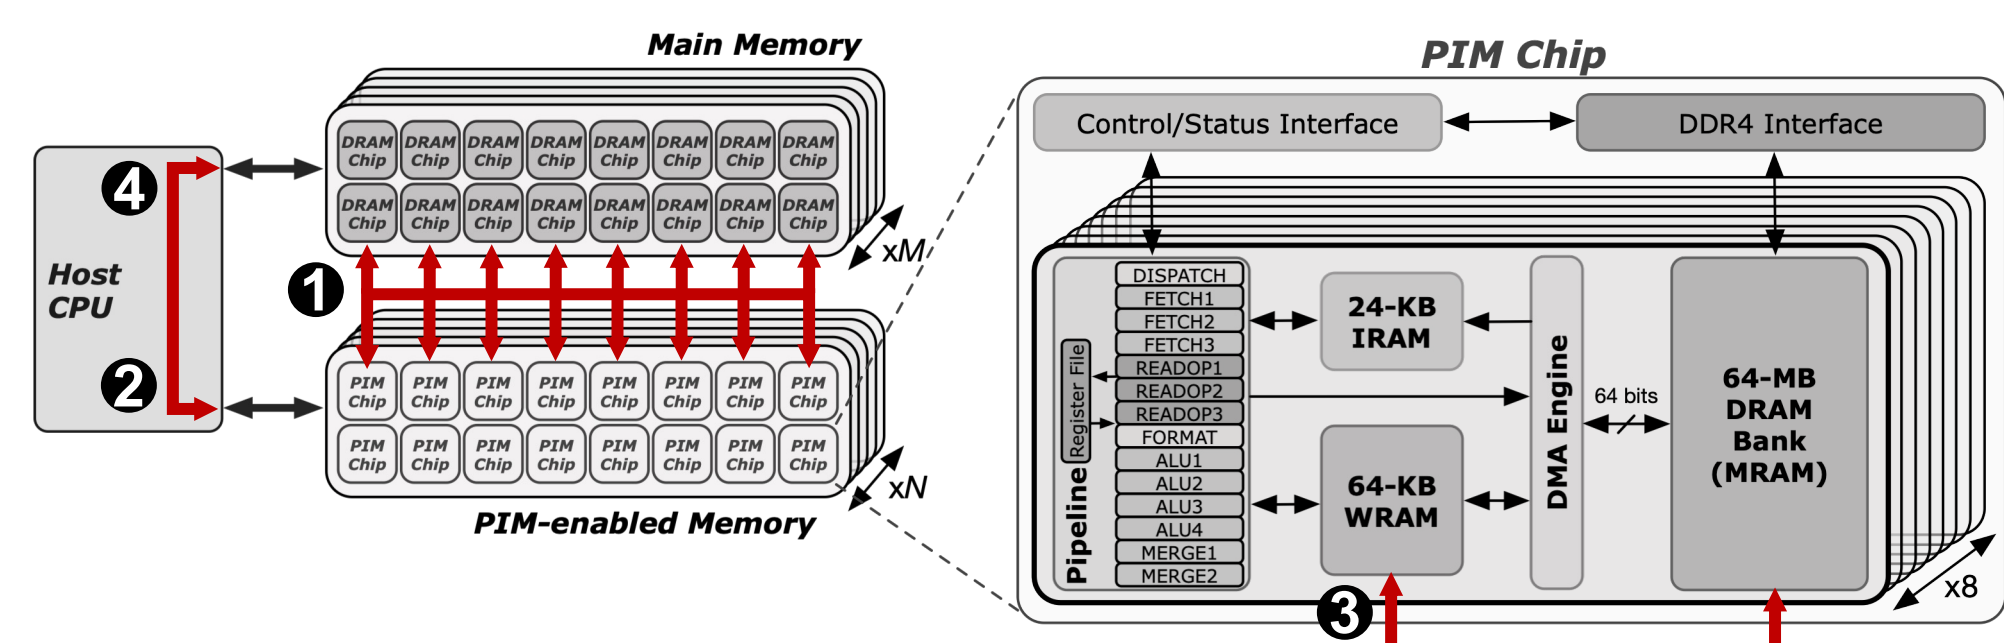 Main Memory
DRAM Chip DRAM Chip DRAM Chip DRAM Chip DRAM Chip DRAM Chip DRAM Chip DRAM Chip
DRAM Chip DRAM Chip DRAM Chip DRAM Chip DRAM Chip DRAM Chip DRAM Chip DRAM Chip
xM
4
Host
CPU
2
1
PIM Chip PIM Chip PIM Chip PIM Chip PIM Chip PIM Chip PIM Chip PIM Chip
PIM Chip PIM Chip PIM Chip PIM Chip PIM Chip PIM Chip PIM Chip PIM Chip
xN
PIM-enabled Memory
PIM Chip
Control/Status Interface
DDR4 Interface
Pipeline
Register File
DISPATCH
FETCH1
FETCH2
FETCH3
READOP1
READOP2
READOP3
FORMAT
ALU1
ALU2
ALU3
ALU4
MERGE1
MERGE2
24-KB
IRAM
64-KB
WRAM
DMA Engine
64 bits
64-MB
DRAM
Bank
(MRAM)
x8
3